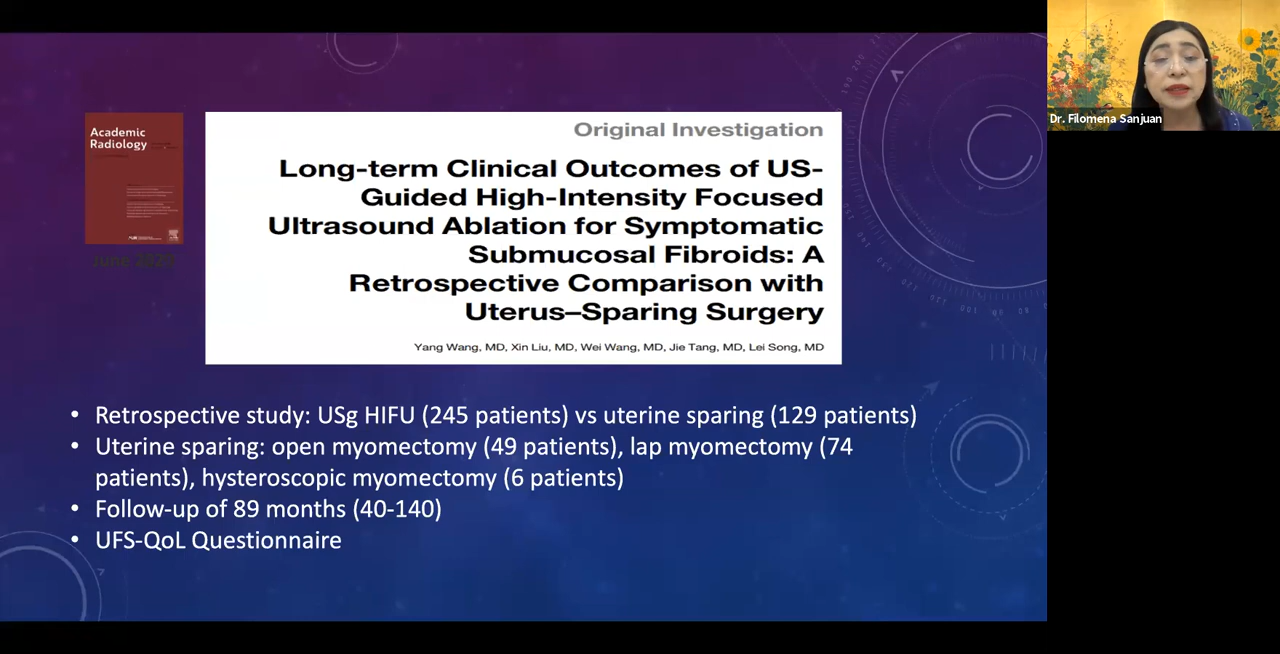 Academic
Radiology
June 2023
Original Investigation
Long-term Clinical Outcomes of US-
Guided High-Intensity Focused
Ultrasound Ablation for Symptomatic
Submucosal Fibroids: A
Retrospective Comparison with
Uterus–Sparing Surgery
Yang Wang, MD, Xin Liu, MD, Wei Wang, MD, Jie Tang, MD, Lei Song, MD
• Retrospective study: USg HIFU (245 patients) vs uterine sparing (129 patients)
• Uterine sparing: open myomectomy (49 patients), lap myomectomy (74
patients), hysteroscopic myomectomy (6 patients)
• Follow-up of 89 months (40-140)
• UFS-QoL Questionnaire
Dr. Filomena Sanjuan